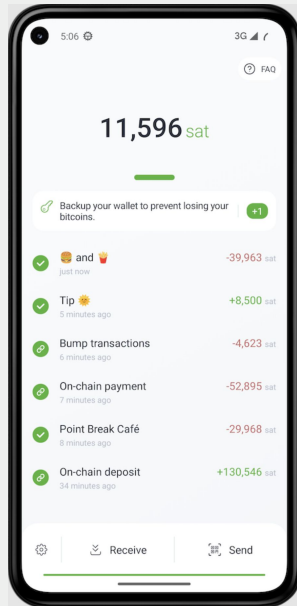 5:06
3G
FAQ
11,596 sat
Backup your wallet to prevent losing your
bitcoins.
+1
🍔 and 🍟
-39,963 sat
just now
Tip 🌞
+8,500 sat
5 minutes ago
Bump transactions
-4,623 sat
6 minutes ago
On-chain payment
-52,895 sat
7 minutes ago
Point Break Café
-29,968 sat
8 minutes ago
On-chain deposit
+130,546 sat
34 minutes ago
Receive
Send